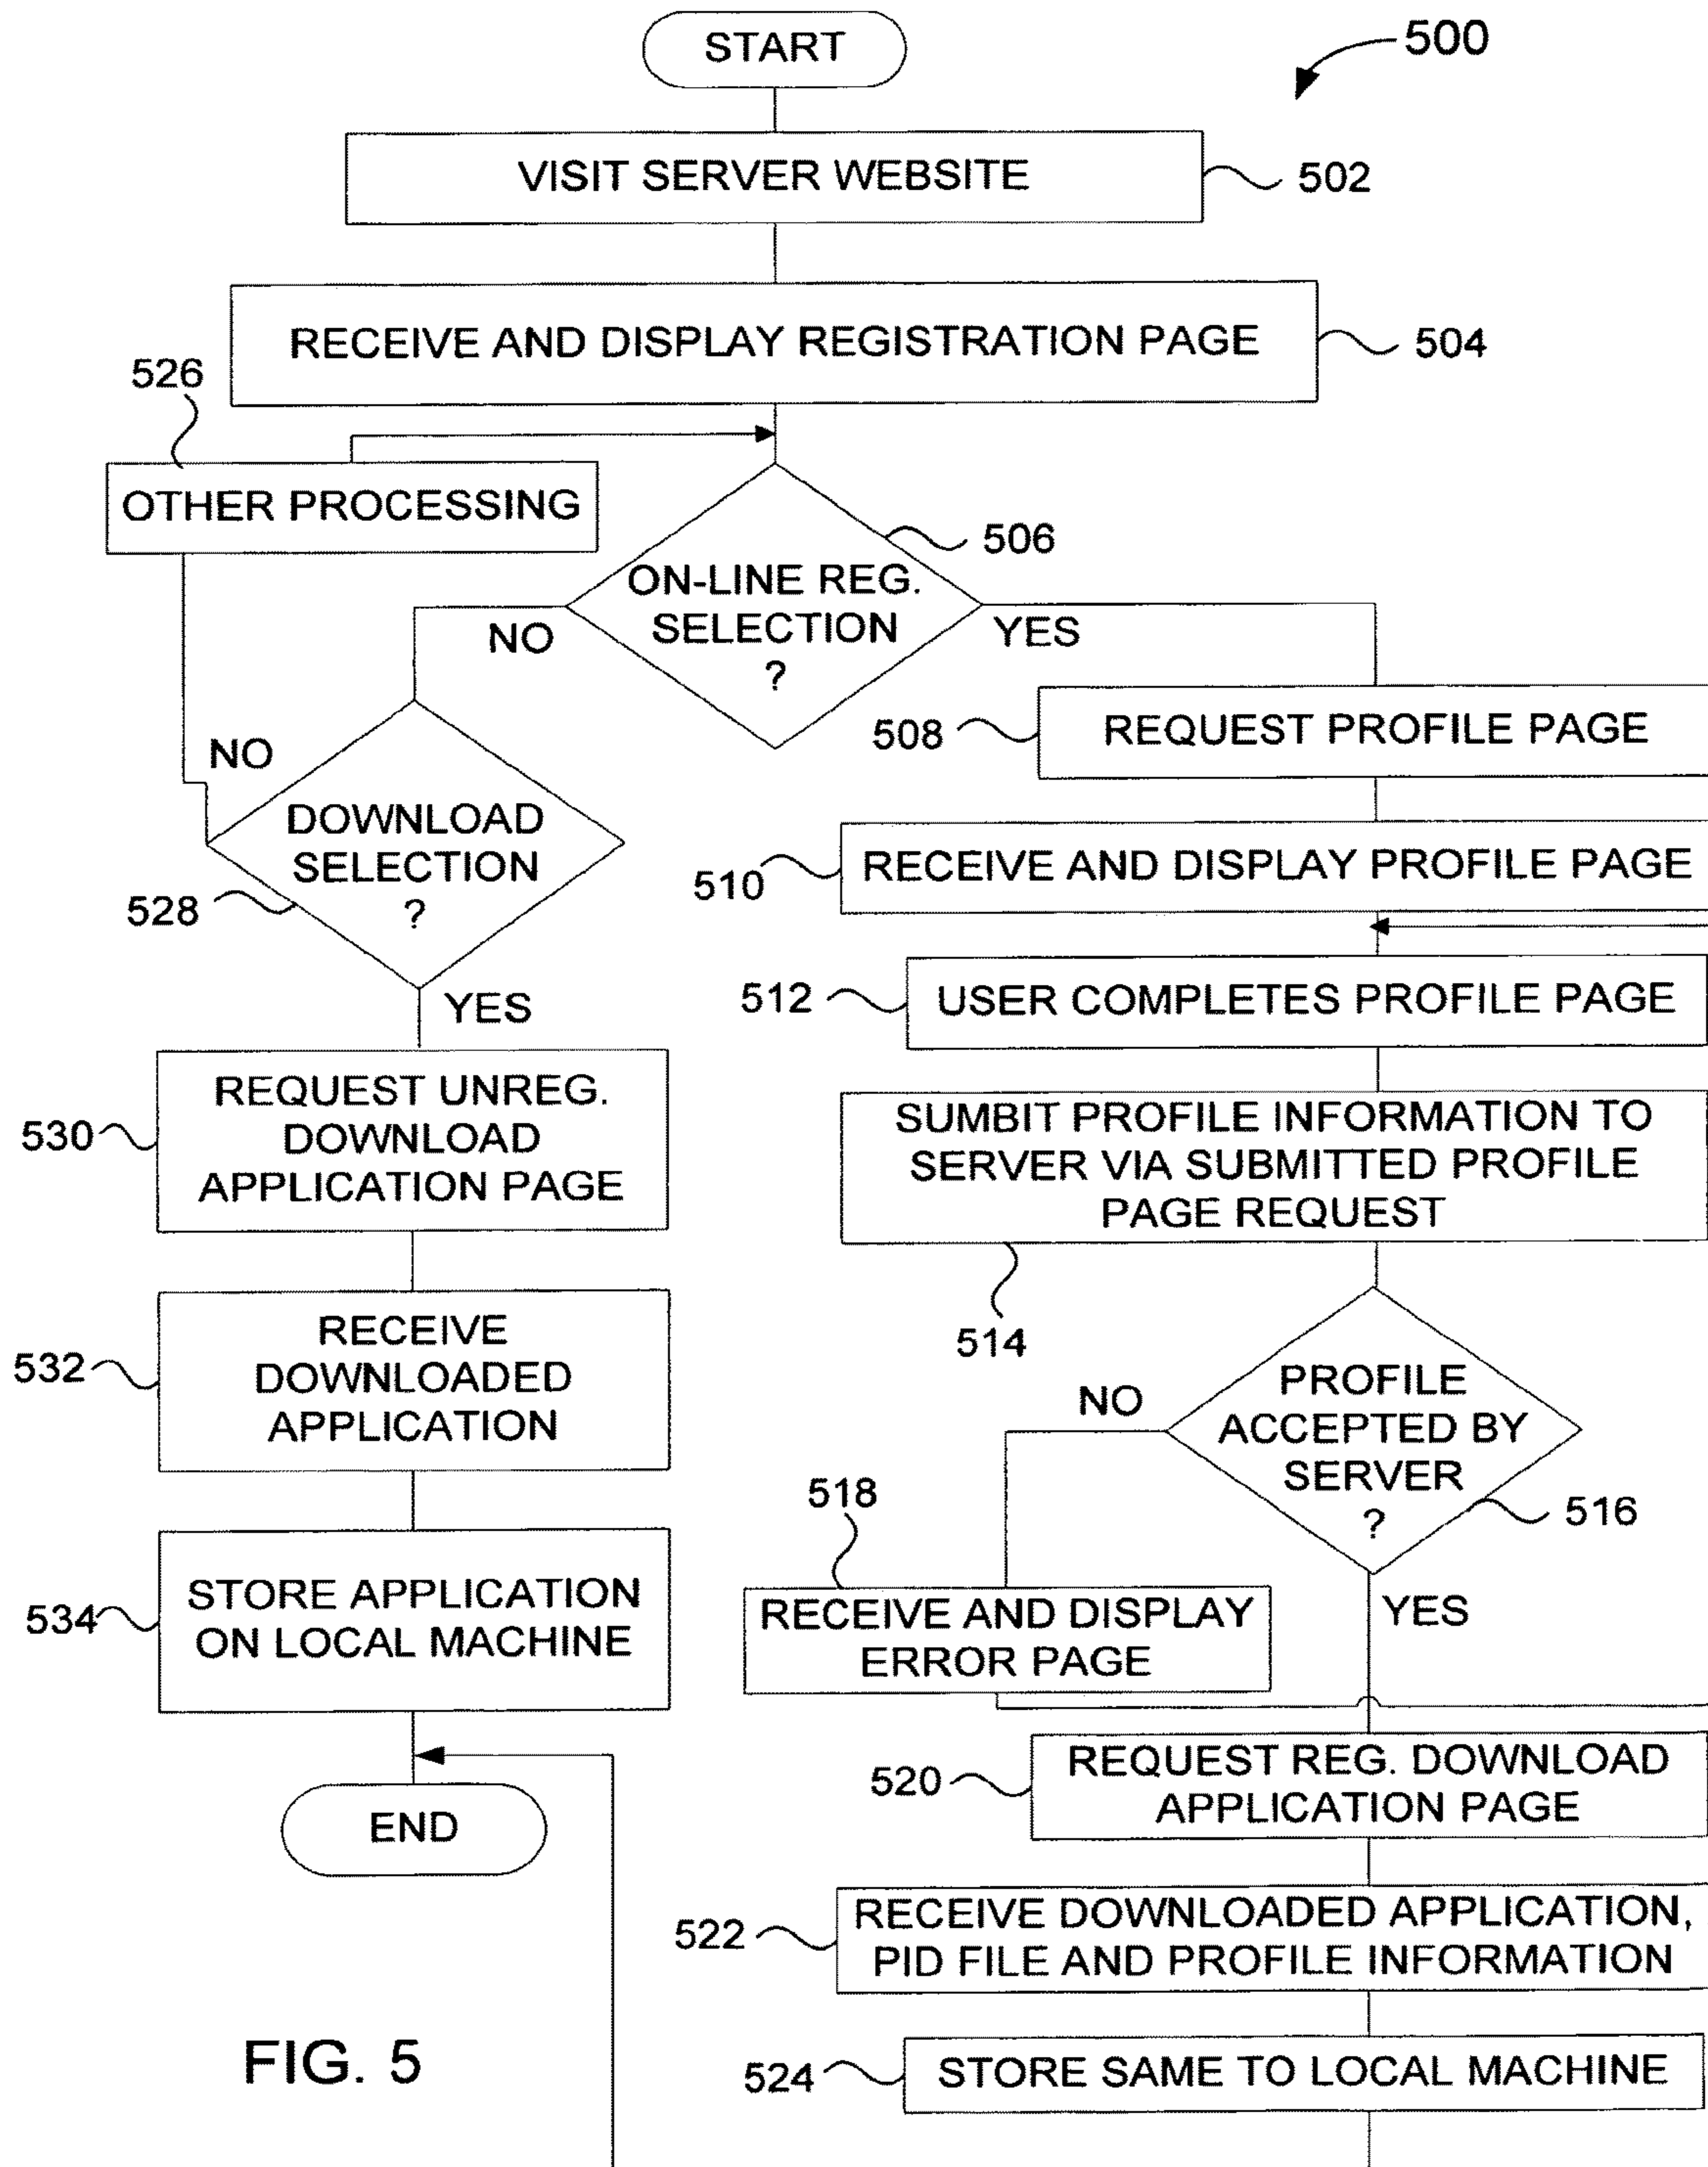 START
500
VISIT SERVER WEBSITE
502
RECEIVE AND DISPLAY REGISTRATION PAGE
504
526
OTHER PROCESSING
506
ON-LINE REG.
SELECTION
?
NO
YES
508
REQUEST PROFILE PAGE
NO
DOWNLOAD
SELECTION
?
528
YES
510
RECEIVE AND DISPLAY PROFILE PAGE
512
USER COMPLETES PROFILE PAGE
530
REQUEST UNREG.
DOWNLOAD
APPLICATION PAGE
SUMBIT PROFILE INFORMATION TO
SERVER VIA SUBMITTED PROFILE
PAGE REQUEST
514
532
RECEIVE
DOWNLOADED
APPLICATION
NO
PROFILE
ACCEPTED BY
SERVER
?
516
518
YES
RECEIVE AND DISPLAY
ERROR PAGE
534
STORE APPLICATION
ON LOCAL MACHINE
END
520
REQUEST REG. DOWNLOAD
APPLICATION PAGE
522
RECEIVE DOWNLOADED APPLICATION,
PID FILE AND PROFILE INFORMATION
524
STORE SAME TO LOCAL MACHINE
FIG. 5